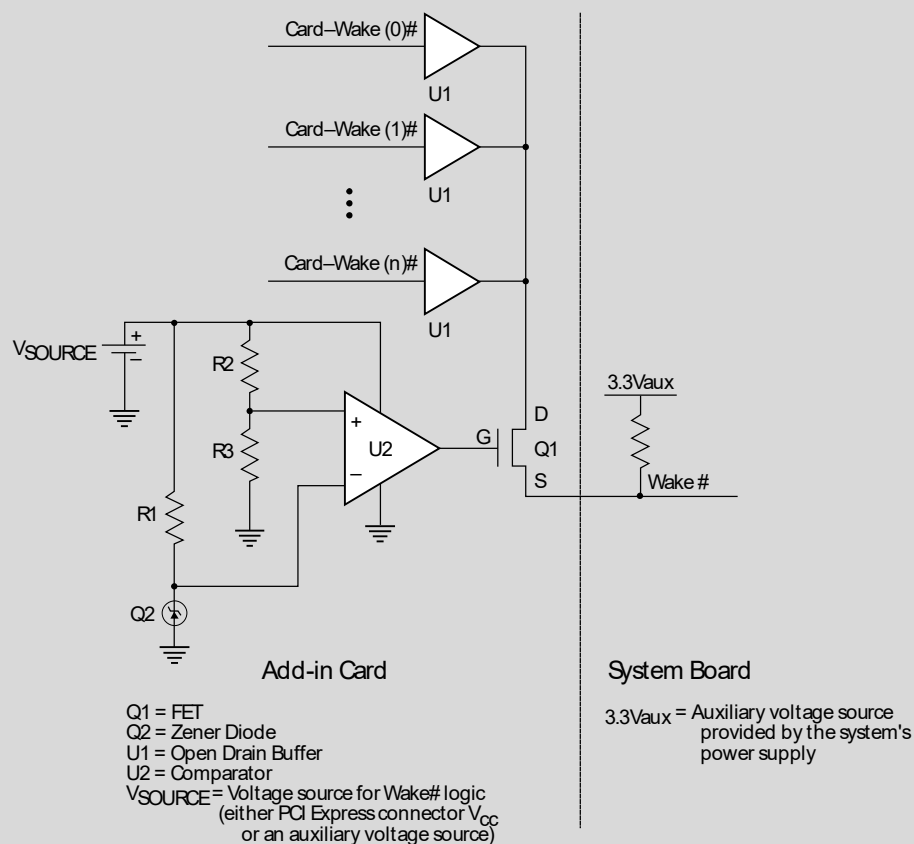 Card–Wake (0)#
U1
Card–Wake (1)#
U1
Card–Wake (n)#
U1
VSOURCE
+
–
R2
R3
R1
+
–
U2
G
D
Q1
S
3.3Vaux
Wake #
Q2
Add-in Card
System Board
Q1 = FET
Q2 = Zener Diode
U1 = Open Drain Buffer
U2 = Comparator
VSOURCE = Voltage source for Wake# logic
(either PCI Express connector VCC
or an auxiliary voltage source)
3.3Vaux = Auxiliary voltage source
provided by the system's
power supply